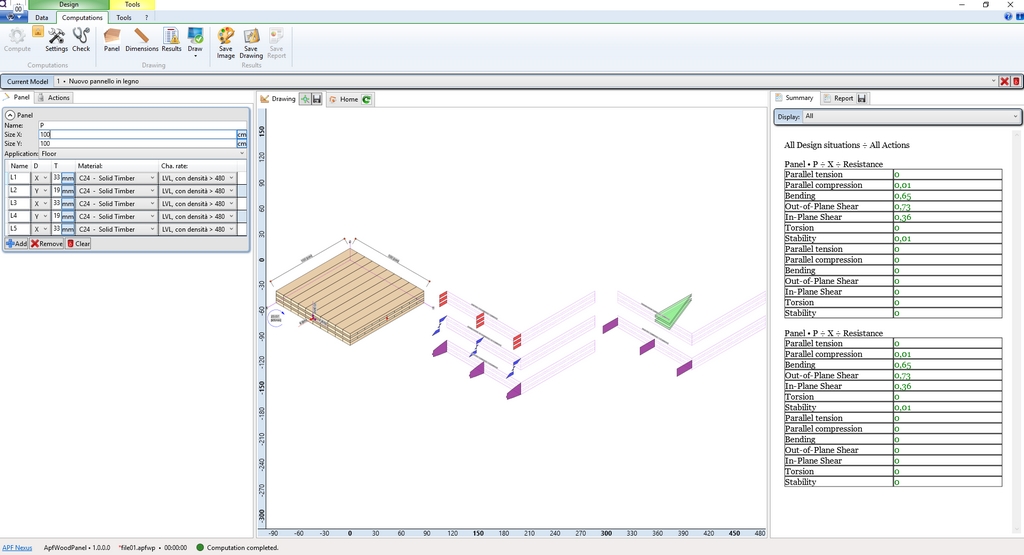 Design Tools
Data Computations Tools ?
Compute Settings Check Panel Dimensions Results Draw Save Image Save Drawing Save Report
Computations Drawing Results
Current Model 1 • Nuovo pannello in legno
Panel Actions
Panel
Name: P
Size X: 100 cm
Size Y: 100 cm
Application: Floor
Name D T Material: Cha. rate:
L1 X 33 mm C24 - Solid Timber LVL, con densità > 480
L2 Y 19 mm C24 - Solid Timber LVL, con densità > 480
L3 X 33 mm C24 - Solid Timber LVL, con densità > 480
L4 Y 19 mm C24 - Solid Timber LVL, con densità > 480
L5 X 33 mm C24 - Solid Timber LVL, con densità > 480
Add Remove Clear
Drawing Home
150
120
90
60
30
0
-30
-60
-90
-120
-150
-180
-210
-240
-270
-300
-90 -60 -30 0 30 60 90 120 150 180 210 240 270 300 330 360 390 420 450 480
Summary Report
Display: All
All Design situations ÷ All Actions
Panel • P ÷ X ÷ Resistance
Parallel tension 0
Parallel compression 0,01
Bending 0,65
Out-of-Plane Shear 0,73
In-Plane Shear 0,36
Torsion 0
Stability 0,01
Parallel tension 0
Parallel compression 0
Bending 0
Out-of-Plane Shear 0
In-Plane Shear 0
Torsion 0
Stability 0
Panel • P ÷ X ÷ Resistance
Parallel tension 0
Parallel compression 0,01
Bending 0,65
Out-of-Plane Shear 0,73
In-Plane Shear 0,36
Torsion 0
Stability 0,01
Parallel tension 0
Parallel compression 0
Bending 0
Out-of-Plane Shear 0
In-Plane Shear 0
Torsion 0
Stability 0
APF Nexus ApfWoodPanel • 1.0.0.0 *file01.apfwp • 00:00:00 Computation completed.